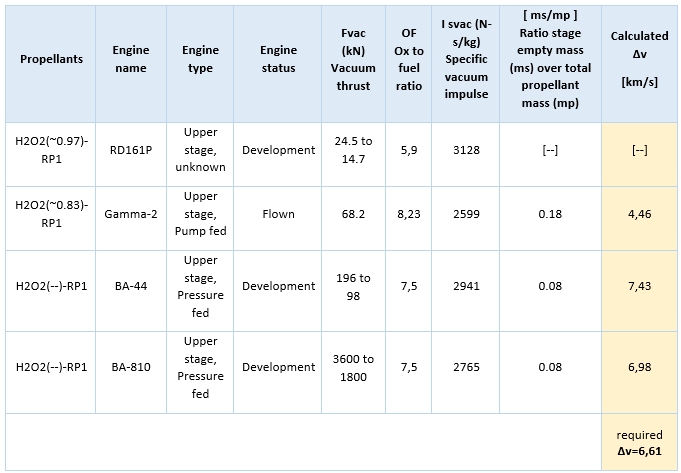 Propellants
Engine
name
Engine
type
Engine
status
Fvac
(kN)
Vacuum
thrust
OF
Ox to
fuel
ratio
I svac (N-
s/kg)
Specific
vacuum
impulse
[ ms/mp ]
Ratio stage
empty mass
(ms) over total
propellant
mass (mp)
Calculated
Δv
[km/s]
H2O2(~0.97)-
RP1
RD161P
Upper
stage,
unknown
Development
24.5 to
14.7
5,9
3128
[--]
[--]
H2O2(~0.83)-
RP1
Gamma-2
Upper
stage,
Pump fed
Flown
68.2
8,23
2599
0.18
4,46
H2O2(--)-RP1
BA-44
Upper
stage,
Pressure
fed
Development
196 to
98
7,5
2941
0.08
7,43
H2O2(--)-RP1
BA-810
Upper
stage,
Pressure
fed
Development
3600 to
1800
7,5
2765
0.08
6,98
required
Δv=6,61